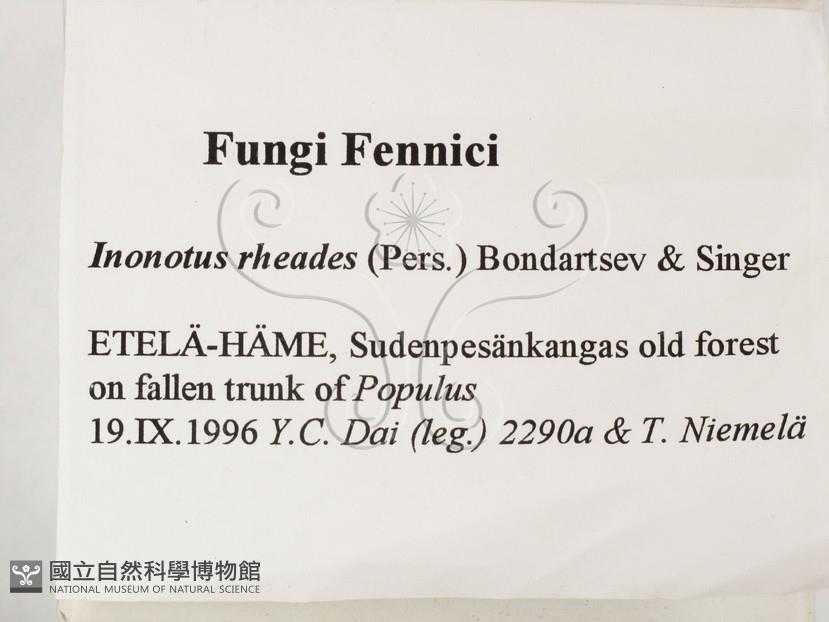 Fungi Fennici
Inonotus rheades (Pers.) Bondartsev & Singer
ETELÄ-HÄME, Sudenpesänkangas old forest
on fallen trunk of Populus
19.IX.1996 Y.C. Dai (leg.) 2290a & T. Niemelä
國立自然科學博物館
NATIONAL MUSEUM OF NATURAL SCIENCE